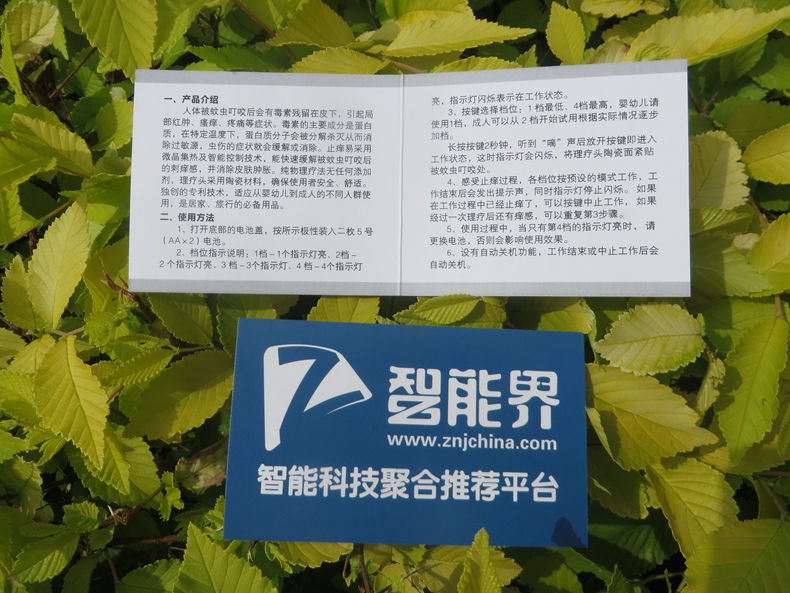 一、产品介绍
人体被蚊虫叮咬后会有毒素残留在皮下，引起局
部红肿、瘙痒、疼痛等症状。毒素的主要成分是蛋白
质，在特定温度下，蛋白质分子会被分解杀灭从而消
除过敏源，虫伤的症状就会缓解或消除。止痒易采用
微晶集热及智能控制技术，能快速缓解被蚊虫叮咬后
的刺痒感，并消除皮肤肿胀。纯物理疗法无任何添加
剂，理疗头采用陶瓷材料，确保使用者安全、舒适。
独创的专利技术，适应从婴幼儿到成人的不同人群使
用，是居家、旅行的必备用品。
二、使用方法
1、打开底部的电池盖，按所示极性装入二枚5号
（AA×2）电池。
2、档位指示说明；1档-1个指示灯亮、2档-
2个指示灯亮、3档-3个指示灯、4档-4个指示灯
亮，指示灯闪烁表示在工作状态。
3、按键选择档位：1档最低、4档最高，婴幼儿请
使用1档，成人可以从2档开始试用根据实际情况逐步
加档。
长按按键2秒钟，听到“嘀”声后放开按键即进入
工作状态，这时指示灯会闪烁，将理疗头陶瓷面紧贴
被蚊虫叮咬处。
4、感受止痒过程，各档位按预设的模式工作，工
作结束后会发出提示声，同时指示灯停止闪烁。如果
在工作过程中已经止痒了，可以按键中止工作，如果
经过一次理疗后还有痒感，可以重复第3步骤。
5、使用过程中，当只有第4档的指示灯亮时，请
更换电池，否则会影响使用效果。
6、设有自动关机功能，工作结束或中止工作后会
自动关机。
智能界
www.znjchina.com
智能科技聚合推荐平台